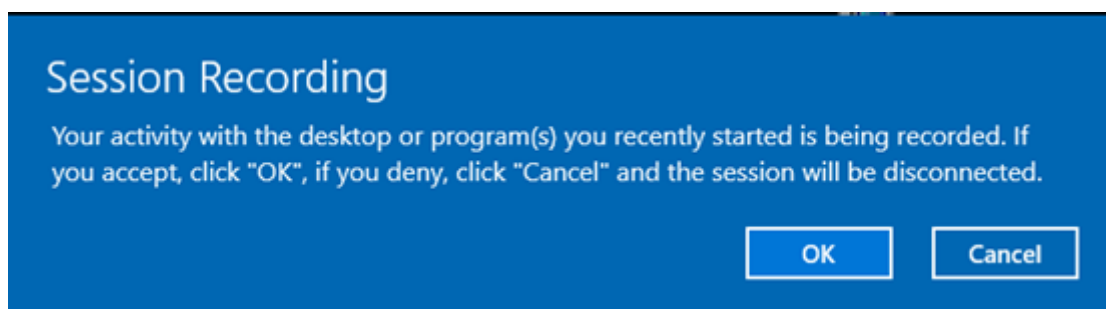 Session Recording
Your activity with the desktop or program(s) you recently started is being recorded. If
you accept, click "OK", if you deny, click "Cancel" and the session will be disconnected.
OK
Cancel